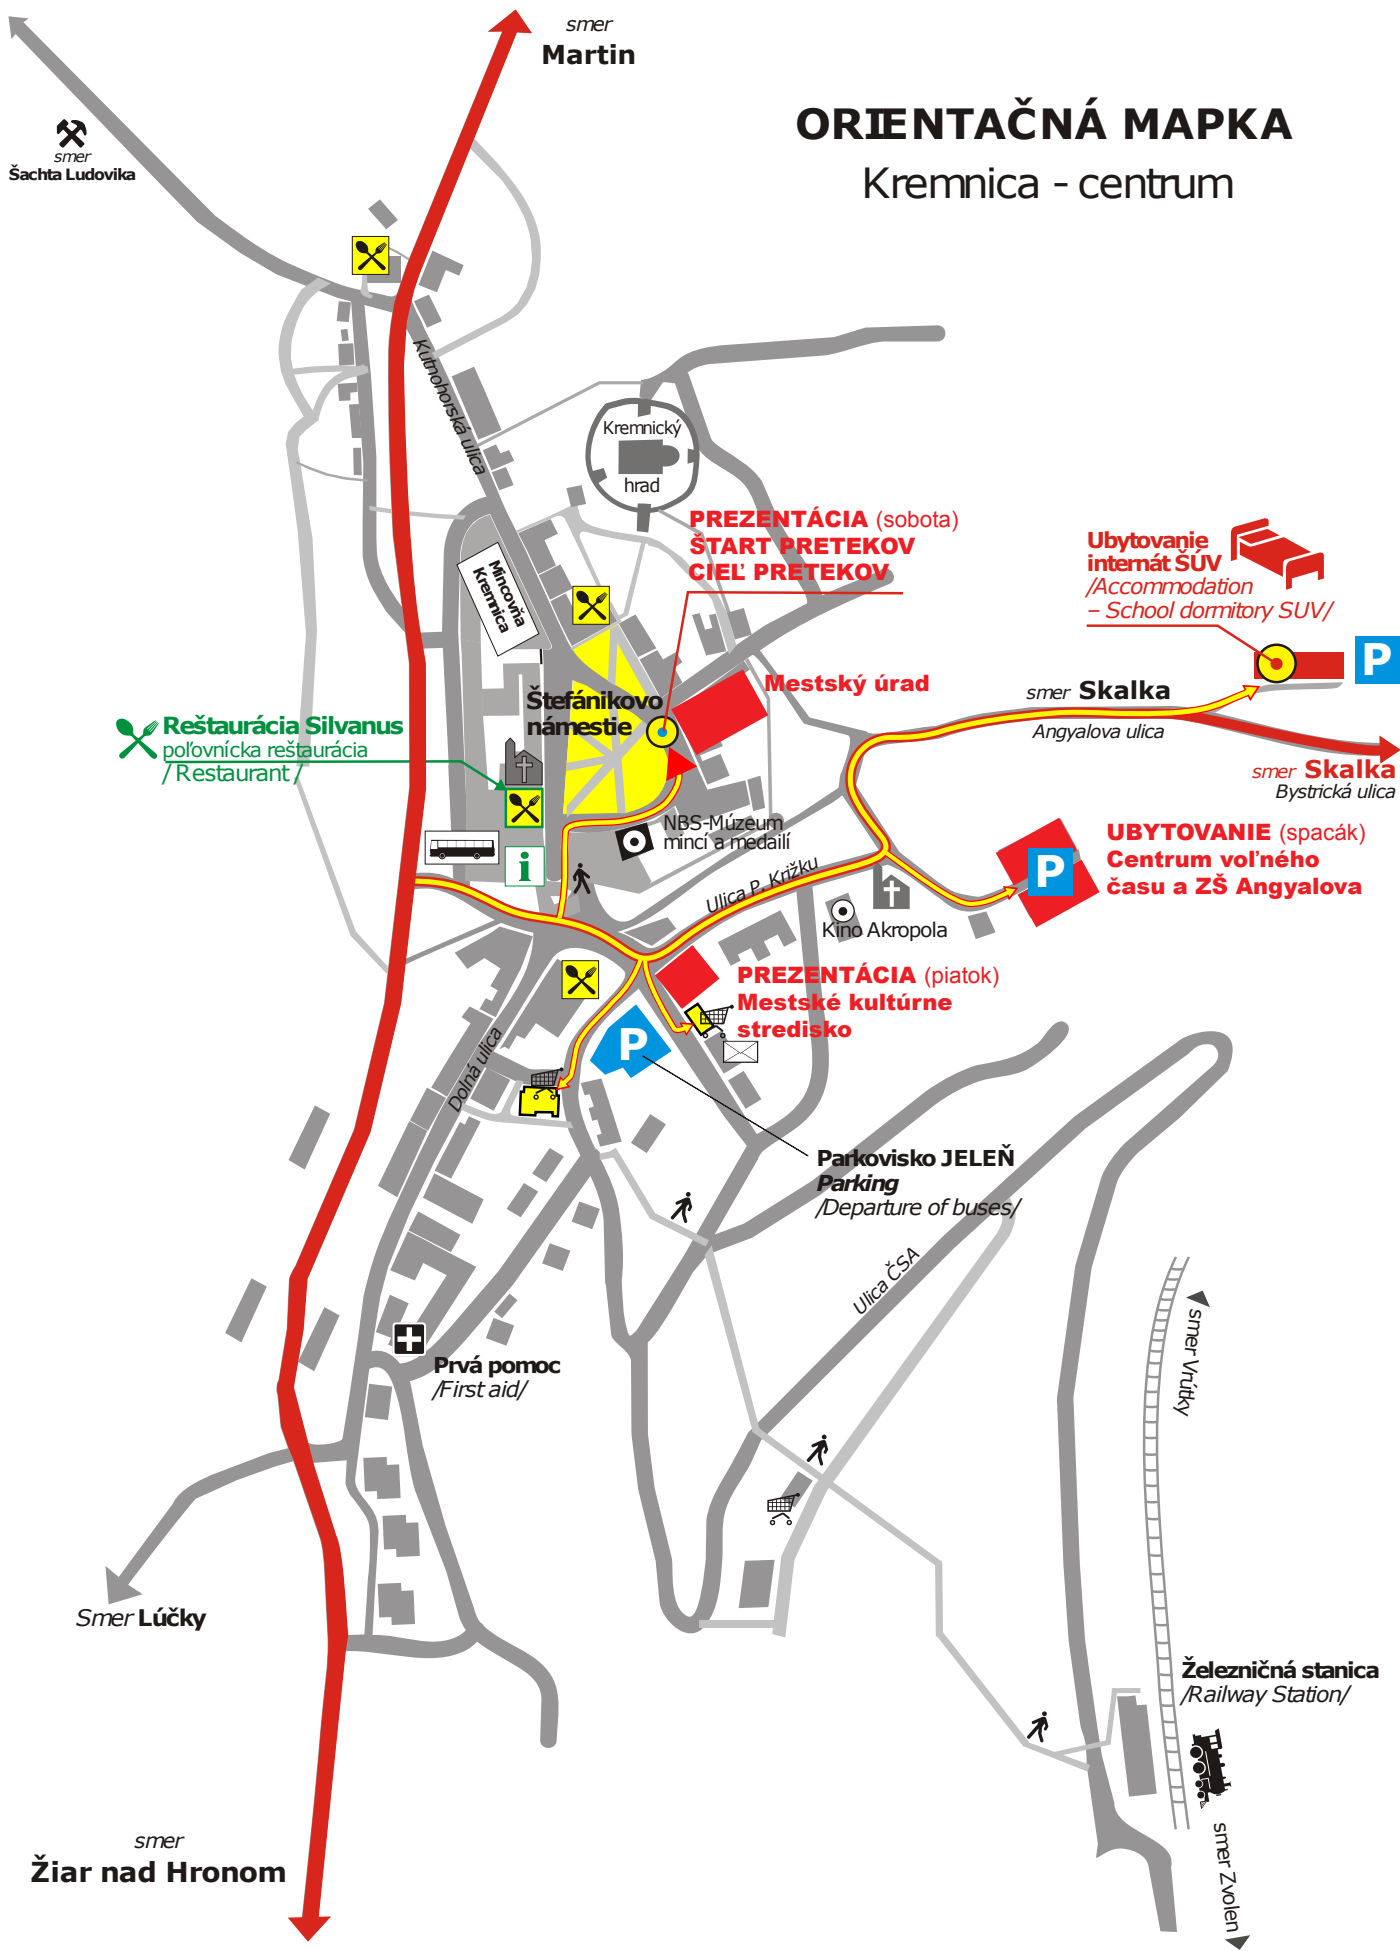 smer
Martin
ORIENTAČNÁ MAPKA
Kremnica - centrum
smer
Šachta Ludovika
Kutnohorská ulica
Kremnický
hrad
PREZENTÁCIA (sobota)
ŠTART PRETEKOV
CIEĽ PRETEKOV
Ubytovanie
internát ŠÚV
/Accommodation
– School dormitory SUV/
P
Mincovňa
Kremnica
Mestský úrad
Štefánikovo
námestie
smer Skalka
Angyalova ulica
smer Skalka
Bystrická ulica
Reštaurácia Silvanus
poľovnícka reštaurácia
/ Restaurant /
i
NBS-Múzeum
mincí a medailí
Ulica P. Križku
UBYTOVANIE (spacák)
Centrum voľného
času a ZŠ Angyalova
P
Kino Akropola
PREZENTÁCIA (piatok)
Mestské kultúrne
stredisko
P
Dolná ulica
Parkovisko JELEŇ
Parking
/Departure of buses/
Ulica ČSA
smer Vrútky
Prvá pomoc
/First aid/
Smer Lúčky
Železničná stanica
/Railway Station/
smer
Žiar nad Hronom
smer Zvolen